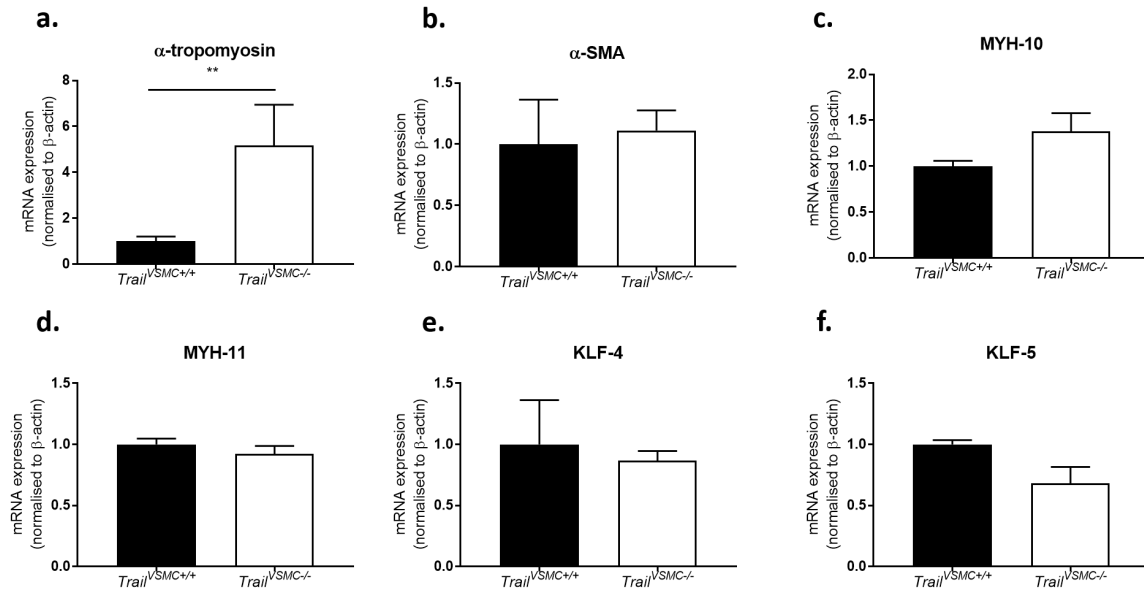 a.
α-tropomyosin
**
mRNA expression
(normalised to β-actin)
8
6
4
2
0
Trail^VSMC+/+ Trail^VSMC-/-
b.
α-SMA
mRNA expression
(normalised to β-actin)
1.5
1.0
0.5
0.0
Trail^VSMC+/+ Trail^VSMC-/-
c.
MYH-10
mRNA expression
(normalised to β-actin)
2.0
1.5
1.0
0.5
0.0
Trail^VSMC+/+ Trail^VSMC-/-
d.
MYH-11
mRNA expression
(normalised to β-actin)
1.5
1.0
0.5
0.0
Trail^VSMC+/+ Trail^VSMC-/-
e.
KLF-4
mRNA expression
(normalised to β-actin)
1.5
1.0
0.5
0.0
Trail^VSMC+/+ Trail^VSMC-/-
f.
KLF-5
mRNA expression
(normalised to β-actin)
1.5
1.0
0.5
0.0
Trail^VSMC+/+ Trail^VSMC-/-